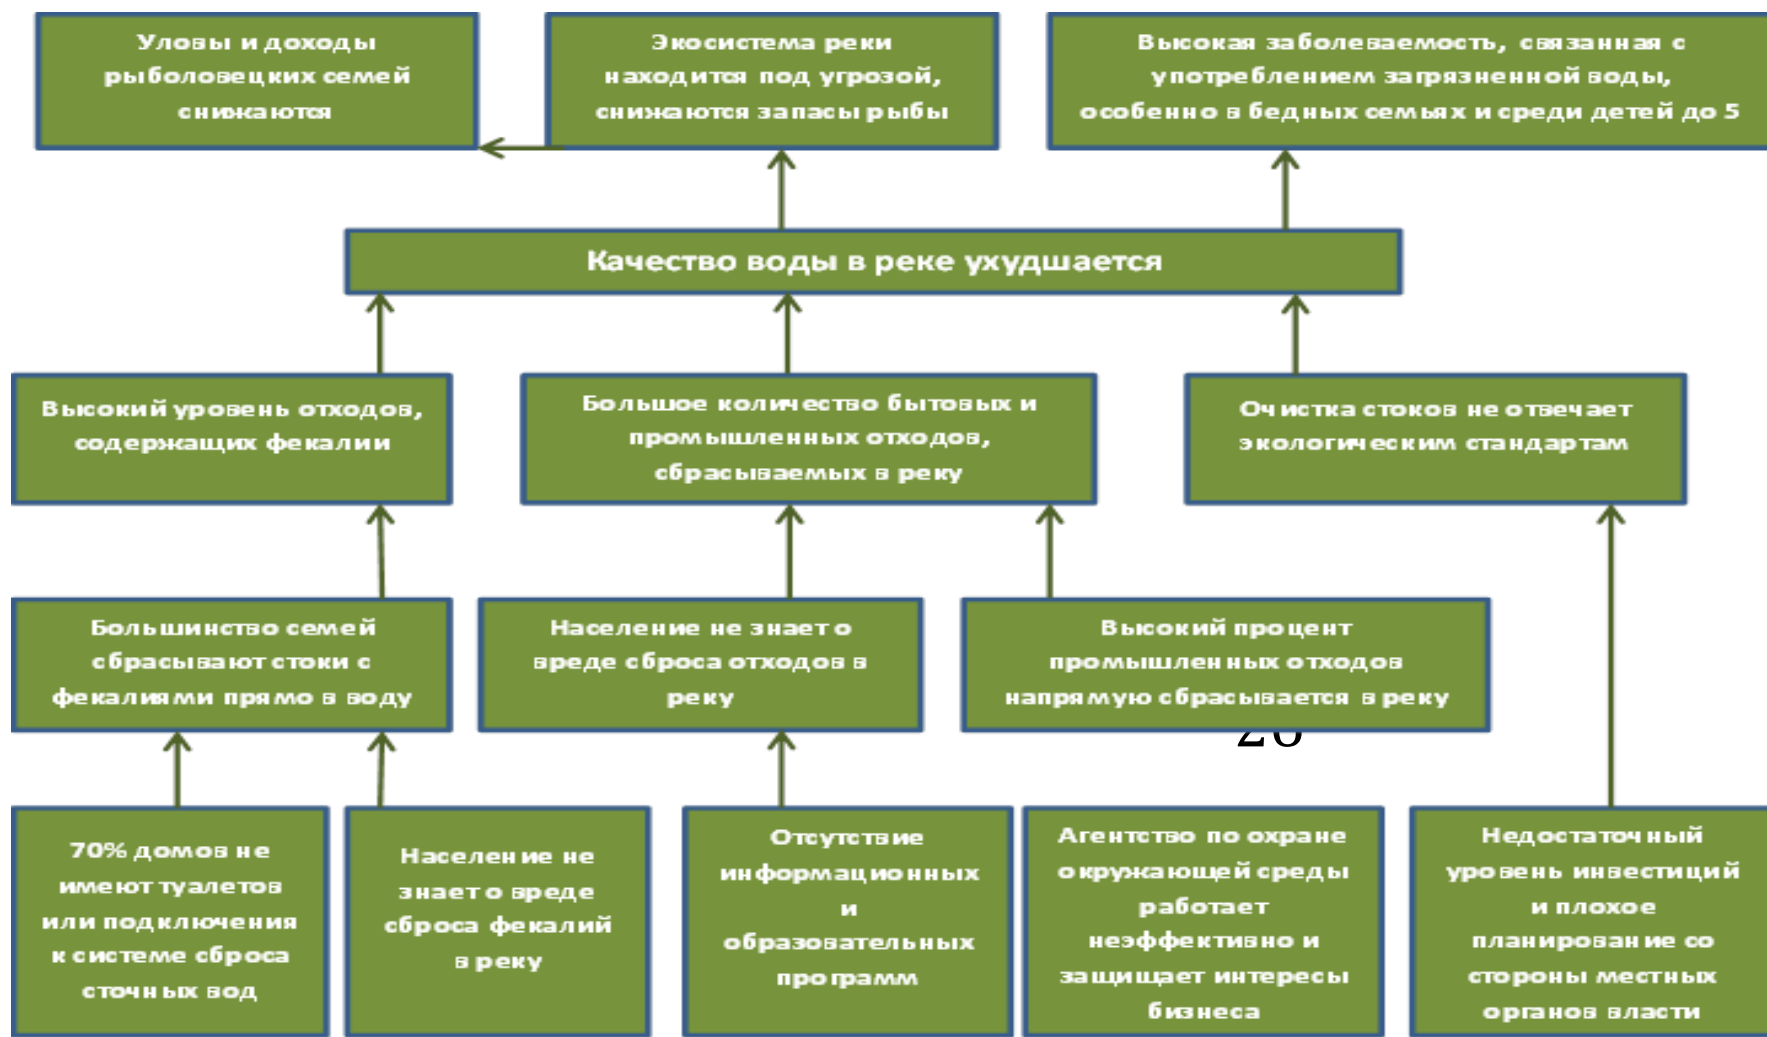 Уловы и доходы
рыболовецких семей
снижаются
Экосистема реки
находится под угрозой,
снижаются запасы рыбы
Высокая заболеваемость, связанная с
употреблением загрязненной воды,
особенно в бедных семьях и среди детей до 5
Качество воды в реке ухудшается
Высокий уровень отходов,
содержащих фекалии
Большое количество бытовых и
промышленных отходов,
сбрасываемых в реку
Очистка стоков не отвечает
экологическим стандартам
Большинство семей
сбрасывают стоки с
фекалиями прямо в воду
Население не знает о
вреде сброса отходов в
реку
Высокий процент
промышленных отходов
напрямую сбрасывается в реку
70% домов не
имеют туалетов
или подключения
к системе сброса
сточных вод
Население не
знает о вреде
сброса фекалий
в реку
Отсутствие
информационных
и
образовательных
программ
Агентство по охране
окружающей среды
работает
неэффективно и
защищает интересы
бизнеса
Недостаточный
уровень инвестиций
и плохое
планирование со
стороны местных
органов власти